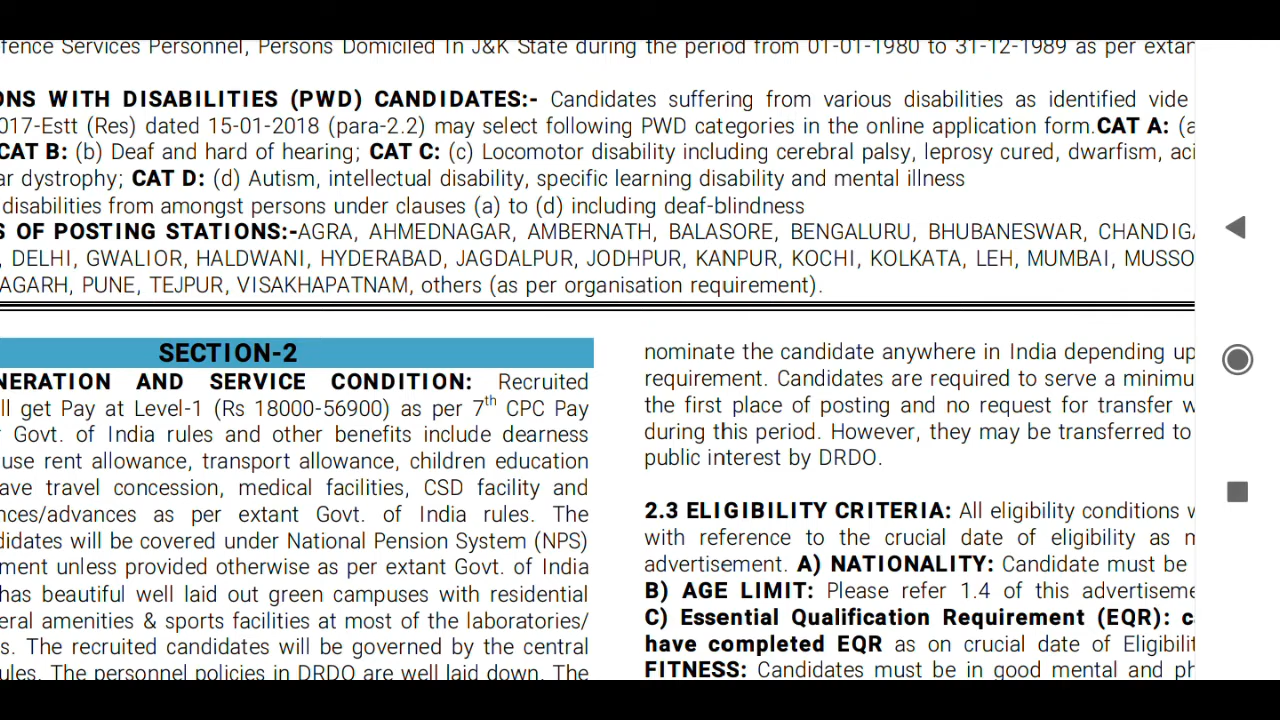 fence Services Personnel, Persons Domiciled In J&K State during the period from 01-01-1980 to 31-12-1989 as per extan
ONS WITH DISABILITIES (PWD) CANDIDATES:- Candidates suffering from various disabilities as identified vide
017-Estt (Res) dated 15-01-2018 (para-2.2) may select following PWD categories in the online application form.CAT A: (a
CAT B: (b) Deaf and hard of hearing; CAT C: (c) Locomotor disability including cerebral palsy, leprosy cured, dwarfism, aci
ar dystrophy; CAT D: (d) Autism, intellectual disability, specific learning disability and mental illness
disabilities from amongst persons under clauses (a) to (d) including deaf-blindness
S OF POSTING STATIONS:-AGRA, AHMEDNAGAR, AMBERNATH, BALASORE, BENGALURU, BHUBANESWAR, CHANDIGA
, DELHI, GWALIOR, HALDWANI, HYDERABAD, JAGDALPUR, JODHPUR, KANPUR, KOCHI, KOLKATA, LEH, MUMBAI, MUSSO
AGARH, PUNE, TEJPUR, VISAKHAPATNAM, others (as per organisation requirement).
SECTION-2
NERATION AND SERVICE CONDITION: Recruited
ll get Pay at Level-1 (Rs 18000-56900) as per 7th CPC Pay
r Govt. of India rules and other benefits include dearness
use rent allowance, transport allowance, children education
ave travel concession, medical facilities, CSD facility and
nces/advances as per extant Govt. of India rules. The
didates will be covered under National Pension System (NPS)
ment unless provided otherwise as per extant Govt. of India
has beautiful well laid out green campuses with residential
eral amenities & sports facilities at most of the laboratories/
s. The recruited candidates will be governed by the central
ules. The personnel policies in DRDO are well laid down. The
nominate the candidate anywhere in India depending up
requirement. Candidates are required to serve a minimu
the first place of posting and no request for transfer w
during this period. However, they may be transferred to
public interest by DRDO.
2.3 ELIGIBILITY CRITERIA: All eligibility conditions w
with reference to the crucial date of eligibility as m
advertisement. A) NATIONALITY: Candidate must be
B) AGE LIMIT: Please refer 1.4 of this advertiseme
C) Essential Qualification Requirement (EQR): c
have completed EQR as on crucial date of Eligibilit
FITNESS: Candidates must be in good mental and ph